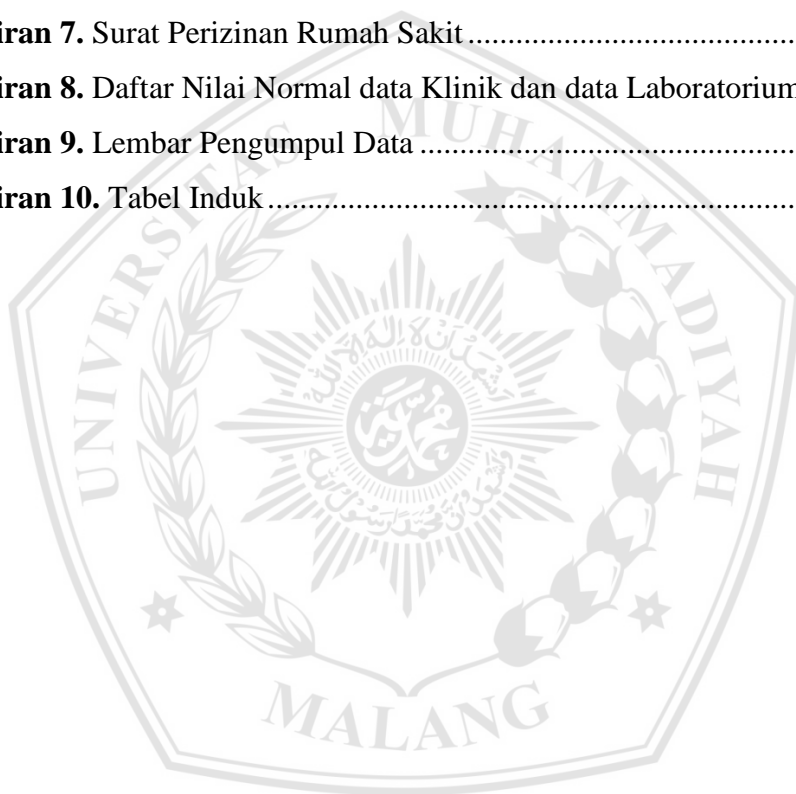 iran 7. Surat Perizinan Rumah Sakit ..........................................................
iran 8. Daftar Nilai Normal data Klinik dan data Laboratorium
iran 9. Lembar Pengumpul Data ..................................................................
iran 10. Tabel Induk ......................................................................................
UNIVERSITAS MUHAMMADIYAH
MALANG